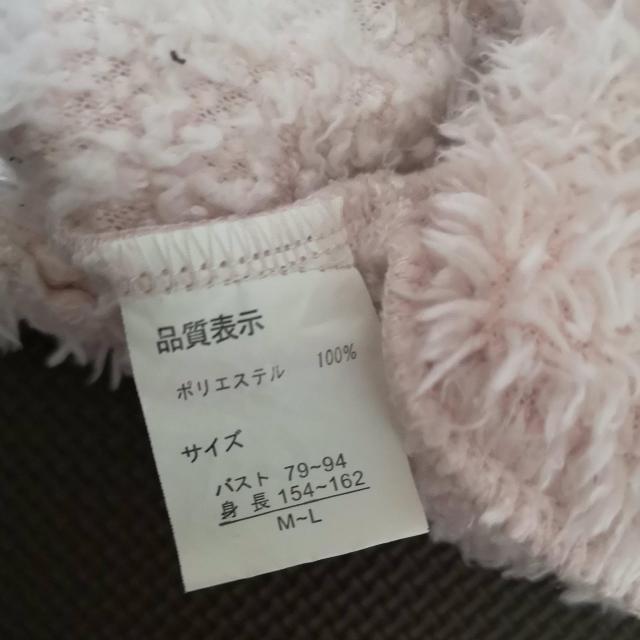 品質表示
ポリエステル 100%
サイズ
バスト 79~94
身長 154~162
M~L